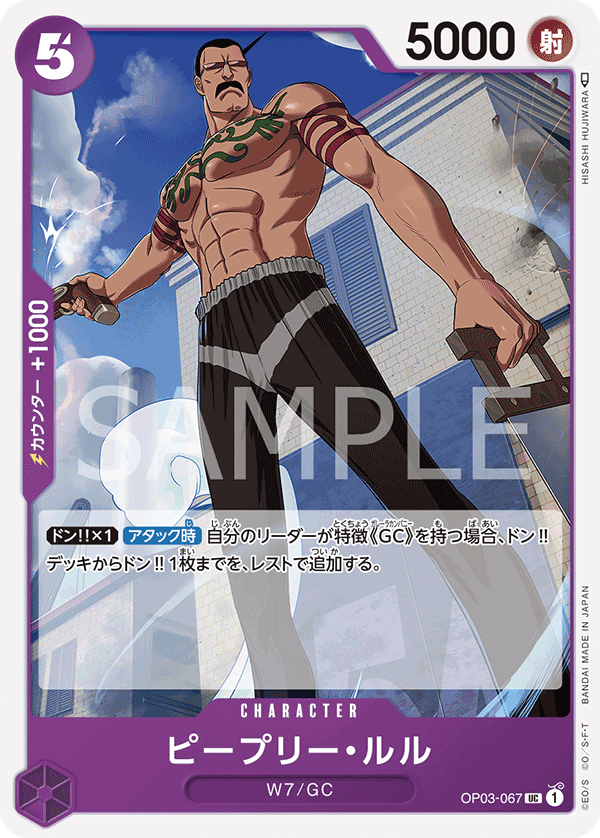 5
5000
射
HISASHI HUJIWARA
カウンター +1000
SAMPLE
ドン!!×1 アタック時 自分のリーダーが特徴《GC》を持つ場合、ドン!!
デッキからドン!!1枚までを、レストで追加する。
CHARACTER
ピープリー・ルル
W7/GC
OP03-067 UC 1
©E.O/S ©O/S・F・T BANDAI MADE IN JAPAN